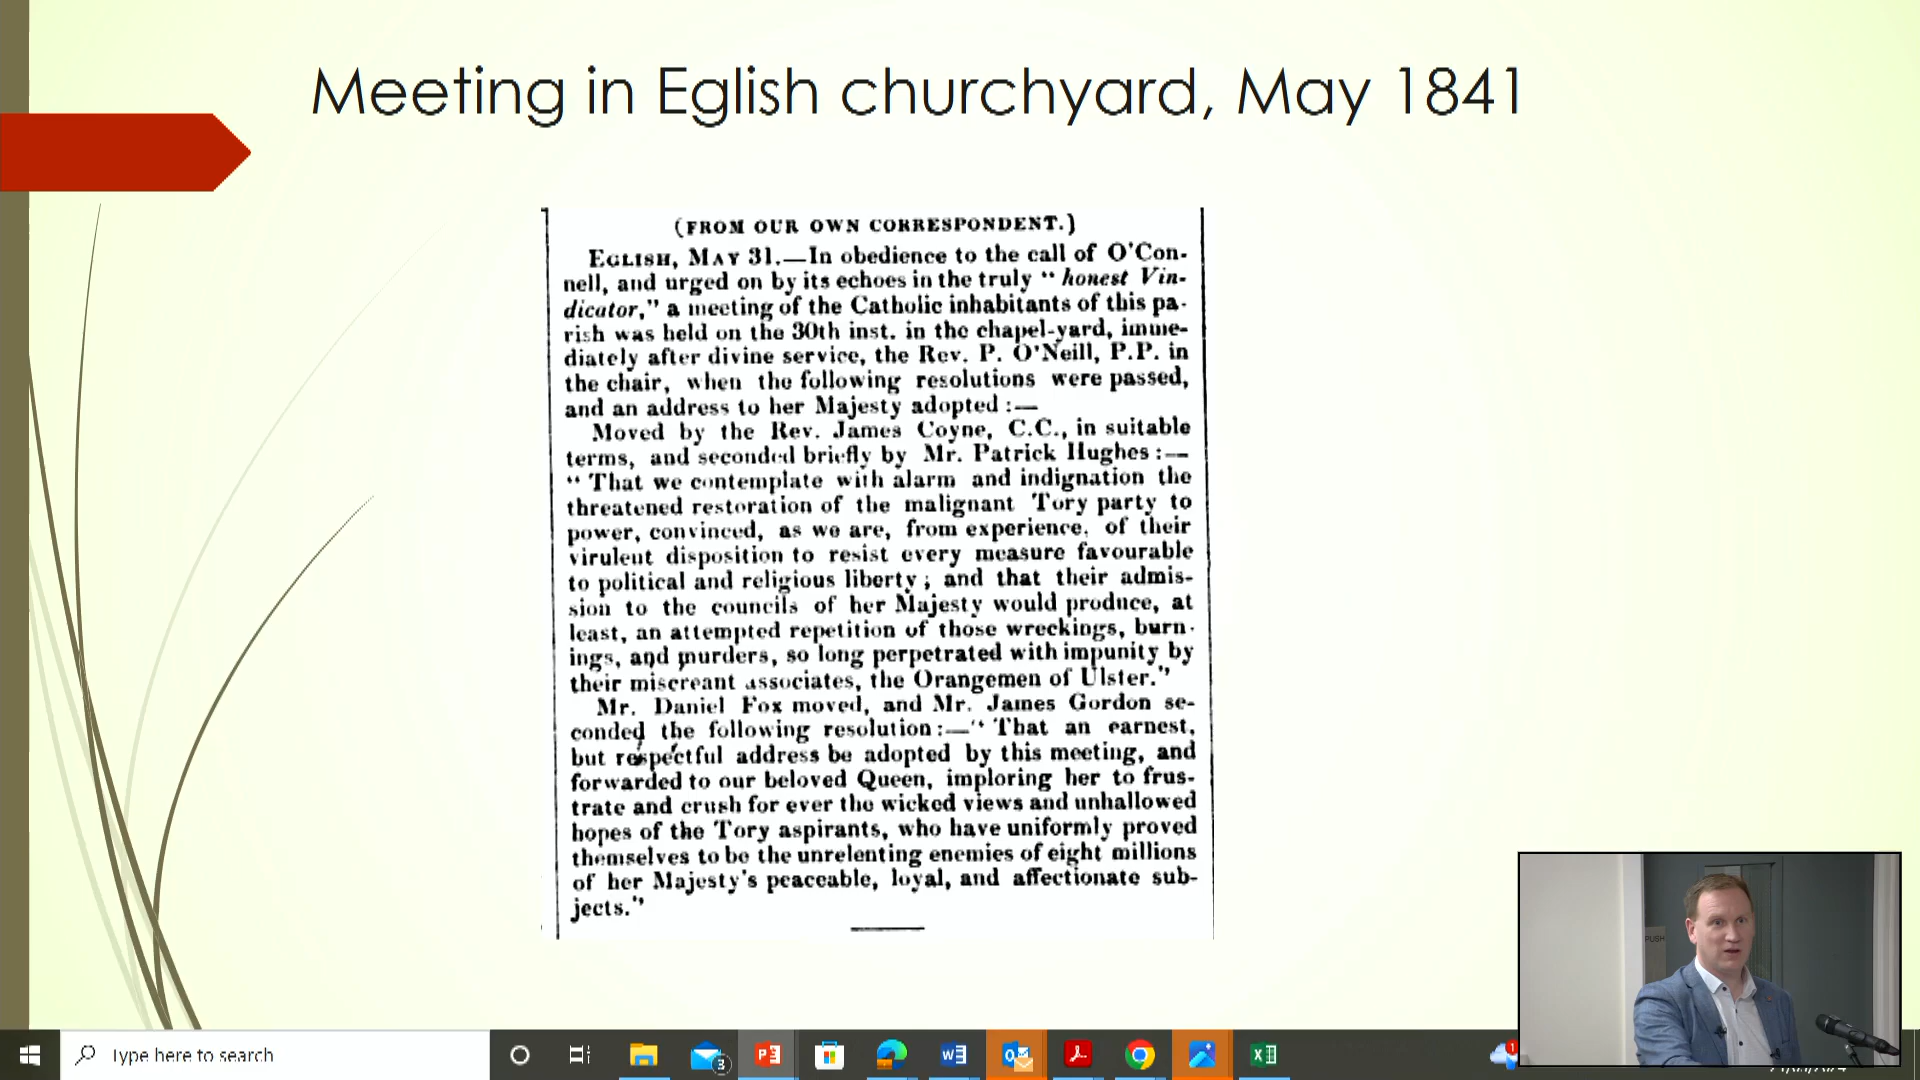 Meeting in Eglish churchyard, May 1841
(FROM OUR OWN CORRESPONDENT.)
EGLISH, MAY 31.—In obedience to the call of O'Con-
nell, and urged on by its echoes in the truly "honest Vin-
dicator," a meeting of the Catholic inhabitants of this pa-
rish was held on the 30th inst. in the chapel-yard, imme-
diately after divine service, the Rev. P. O'Neill, P.P. in
the chair, when the following resolutions were passed,
and an address to her Majesty adopted :—
Moved by the Rev. James Coyne, C.C., in suitable
terms, and seconded briefly by Mr. Patrick Hughes :—
"That we contemplate with alarm and indignation the
threatened restoration of the malignant Tory party to
power, convinced, as we are, from experience, of their
virulent disposition to resist every measure favourable
to political and religious liberty ; and that their admis-
sion to the councils of her Majesty would produce, at
least, an attempted repetition of those wreckings, burn-
ings, and murders, so long perpetrated with impunity by
their miscreant associates, the Orangemen of Ulster."
Mr. Daniel Fox moved, and Mr. James Gordon se-
conded the following resolution :—"That an earnest,
but respectful address be adopted by this meeting, and
forwarded to our beloved Queen, imploring her to frus-
trate and crush for ever the wicked views and unhallowed
hopes of the Tory aspirants, who have uniformly proved
themselves to be the unrelenting enemies of eight millions
of her Majesty's peaceable, loyal, and affectionate sub-
jects."
PUSH
Type here to search
3
1